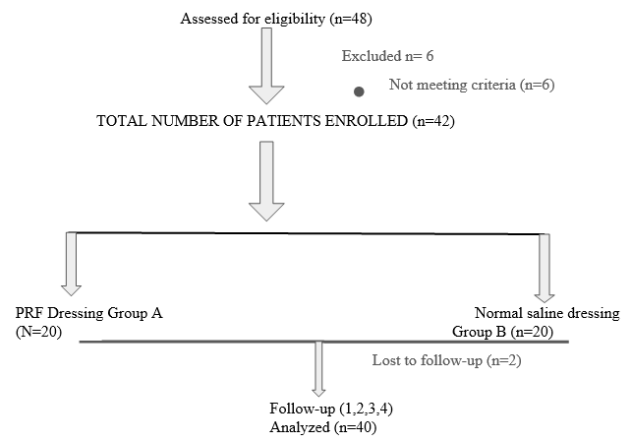 Assessed for eligibility (n=48)
Excluded n= 6
Not meeting criteria (n=6)
TOTAL NUMBER OF PATIENTS ENROLLED (n=42)
PRF Dressing Group A
(N=20)
Normal saline dressing
Group B (n=20)
Lost to follow-up (n=2)
Follow-up (1,2,3,4)
Analyzed (n=40)